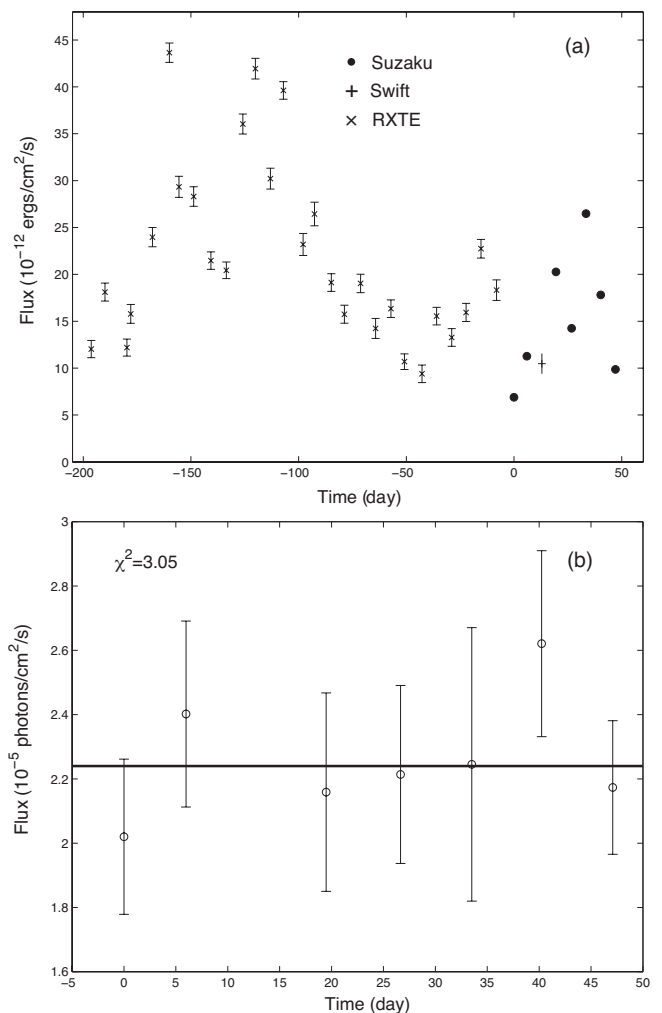 45
40
35
30
25
20
15
10
5
0
Flux (10⁻¹² ergs/cm²/s)
(a)
Suzaku
Swift
RXTE
−200 −150 −100 −50 0 50
Time (day)
3
2.8
2.6
2.4
2.2
2
1.8
1.6
Flux (10⁻⁵ photons/cm²/s)
χ²=3.05
(b)
−5 0 5 10 15 20 25 30 35 40 45 50
Time (day)